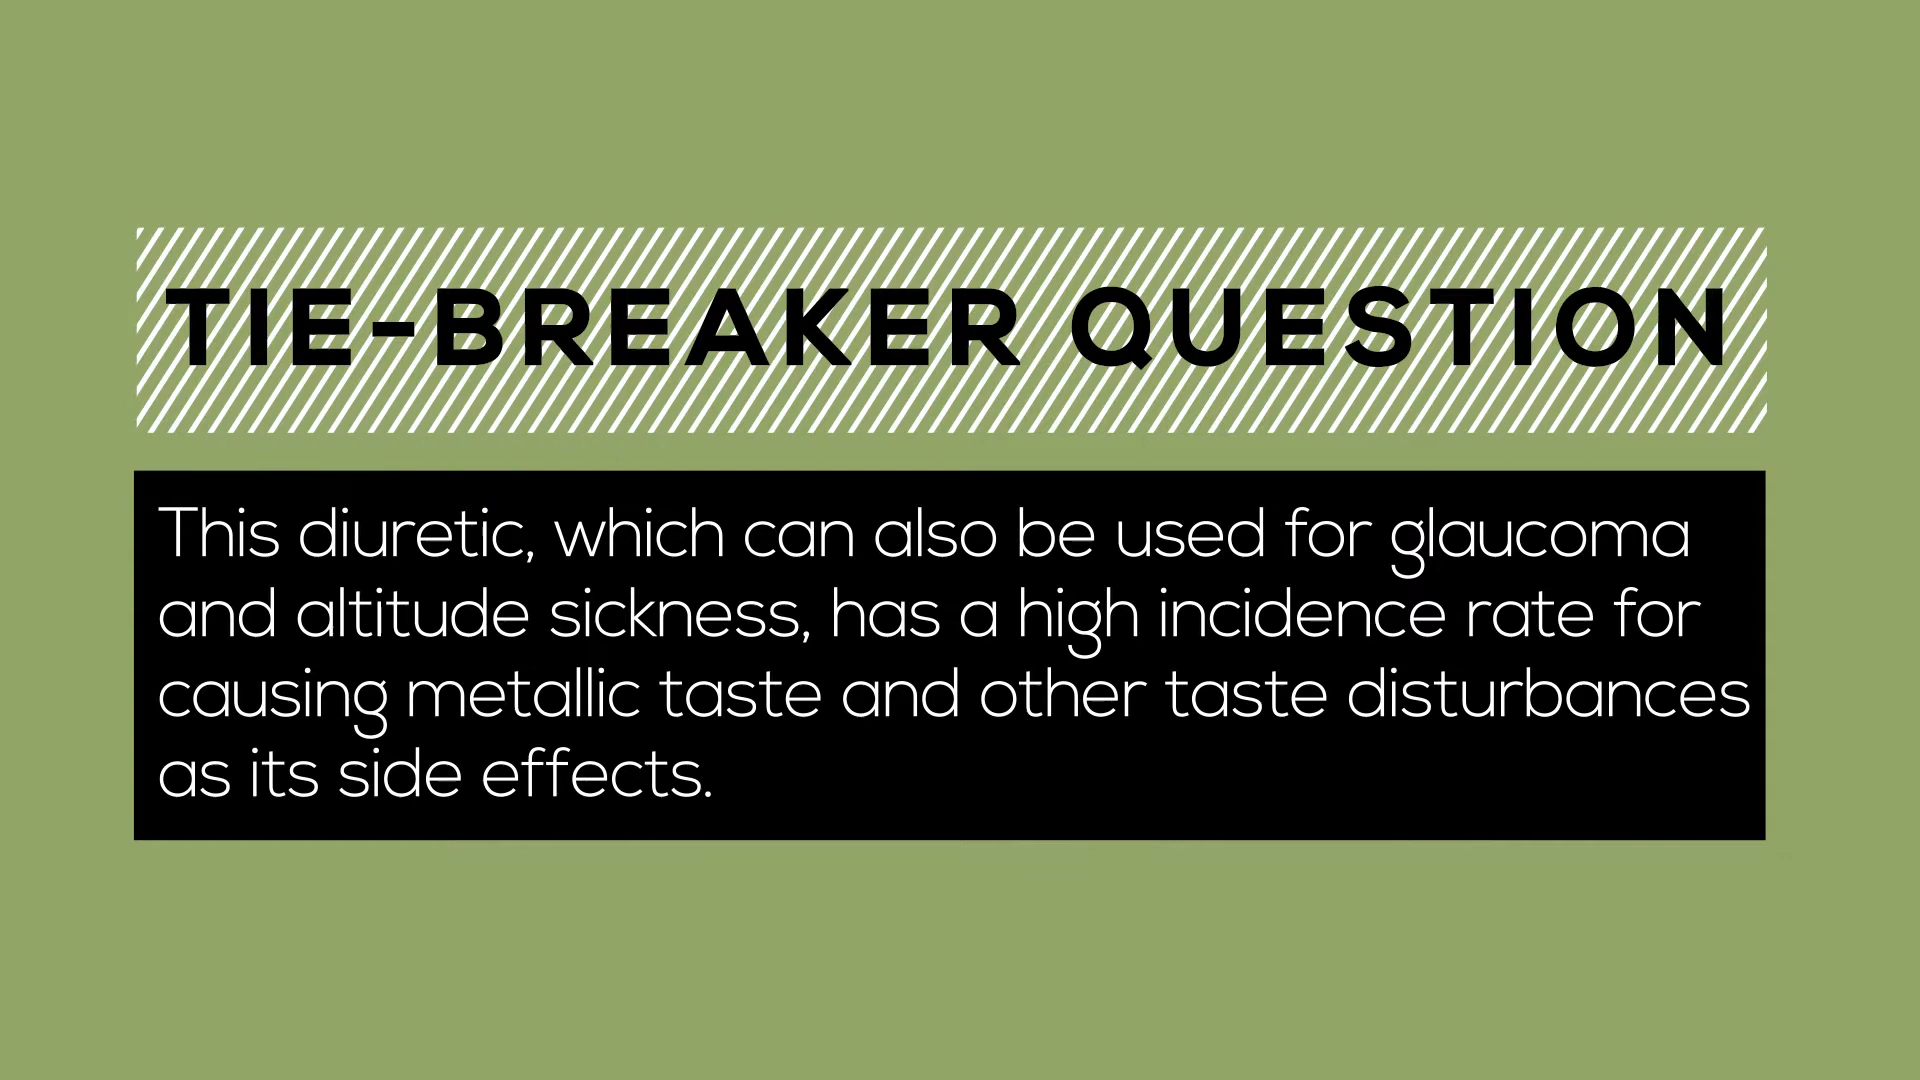 TIE-BREAKER QUESTION
This diuretic, which can also be used for glaucoma
and altitude sickness, has a high incidence rate for
causing metallic taste and other taste disturbances
as its side effects.